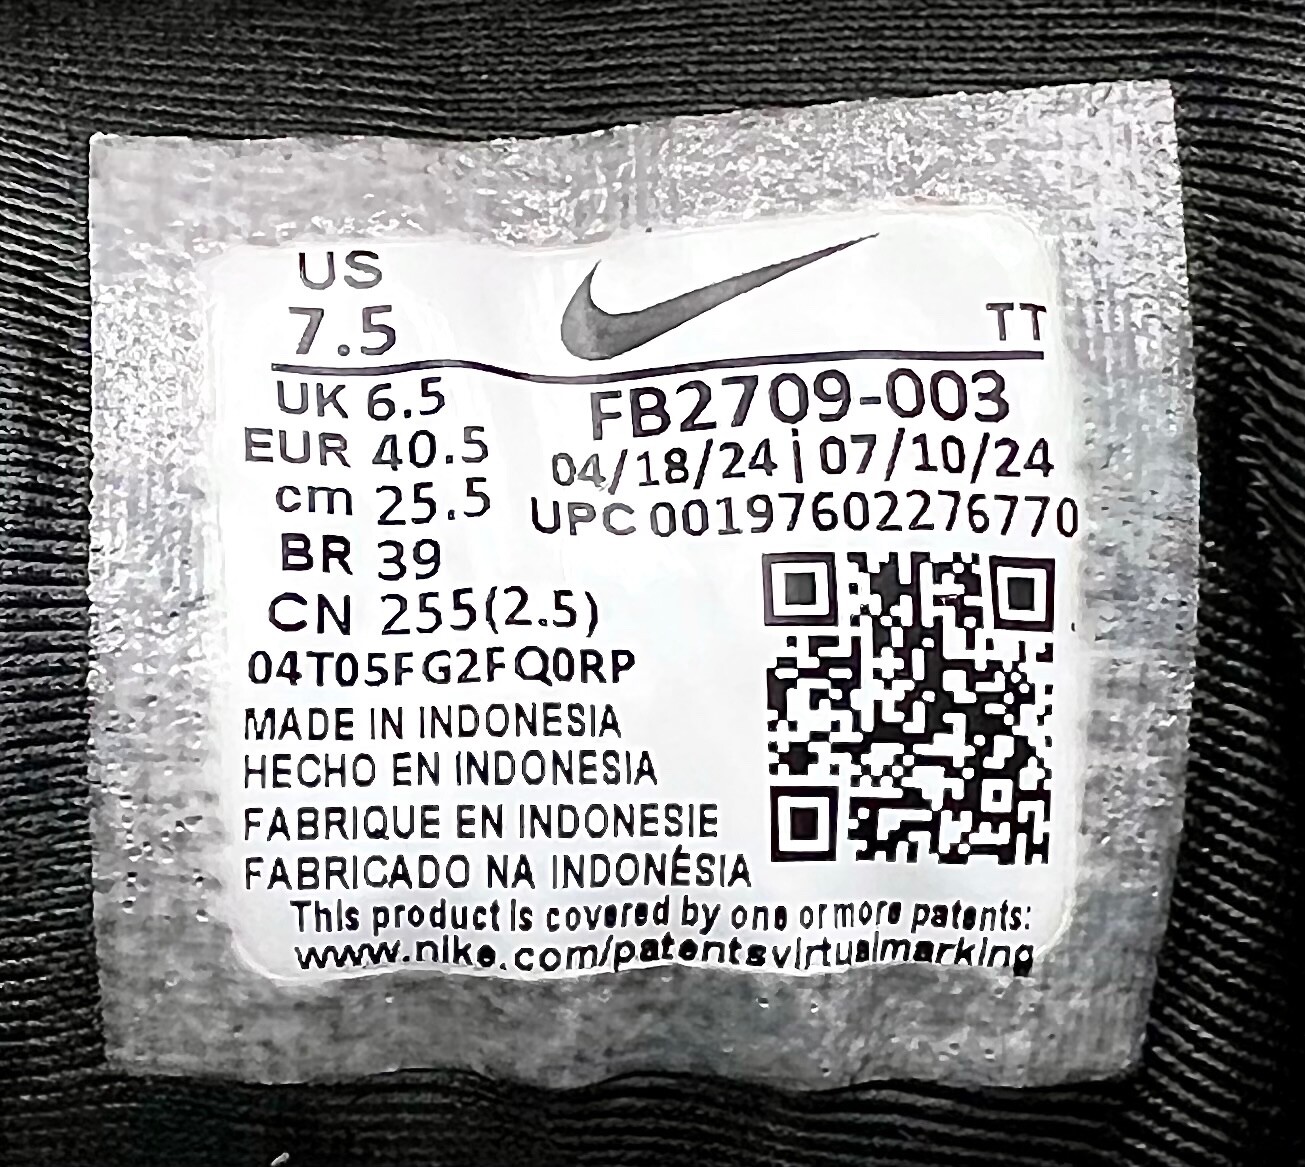 US
7.5
TT
UK 6.5
EUR 40.5
cm 25.5
BR 39
CN 255(2.5)
FB2709-003
04/18/24 | 07/10/24
UPC 00197602276770
04T05FG2FQ0RP
MADE IN INDONESIA
HECHO EN INDONESIA
FABRIQUE EN INDONESIE
FABRICADO NA INDONÉSIA
This product is covered by one or more patents:
www.nike.com/patentsvirtualmarking